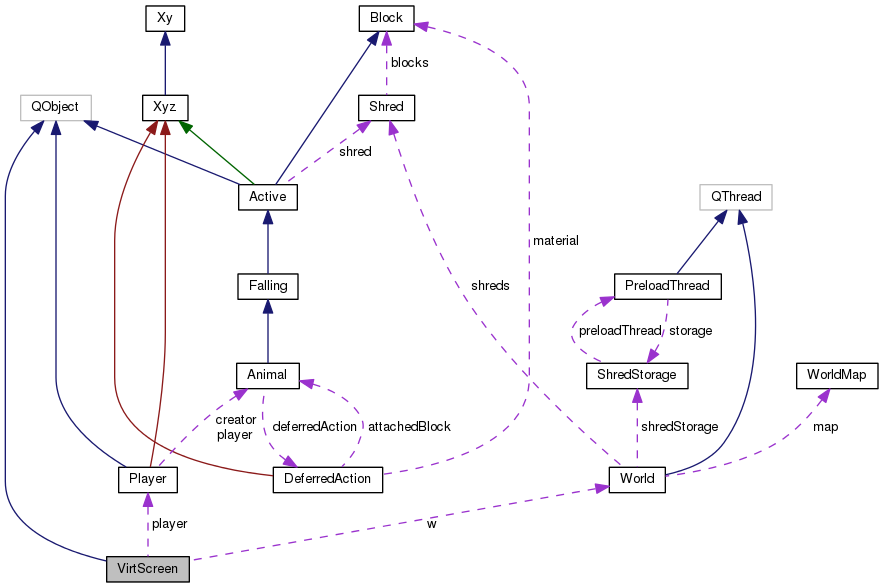 Xy
Block
blocks
QObject
Xyz
Shred
shred
Active
QThread
material
Falling
shreds
PreloadThread
preloadThread
storage
Animal
ShredStorage
WorldMap
creator
player
deferredAction
attachedBlock
shredStorage
map
Player
DeferredAction
World
player
w
VirtScreen